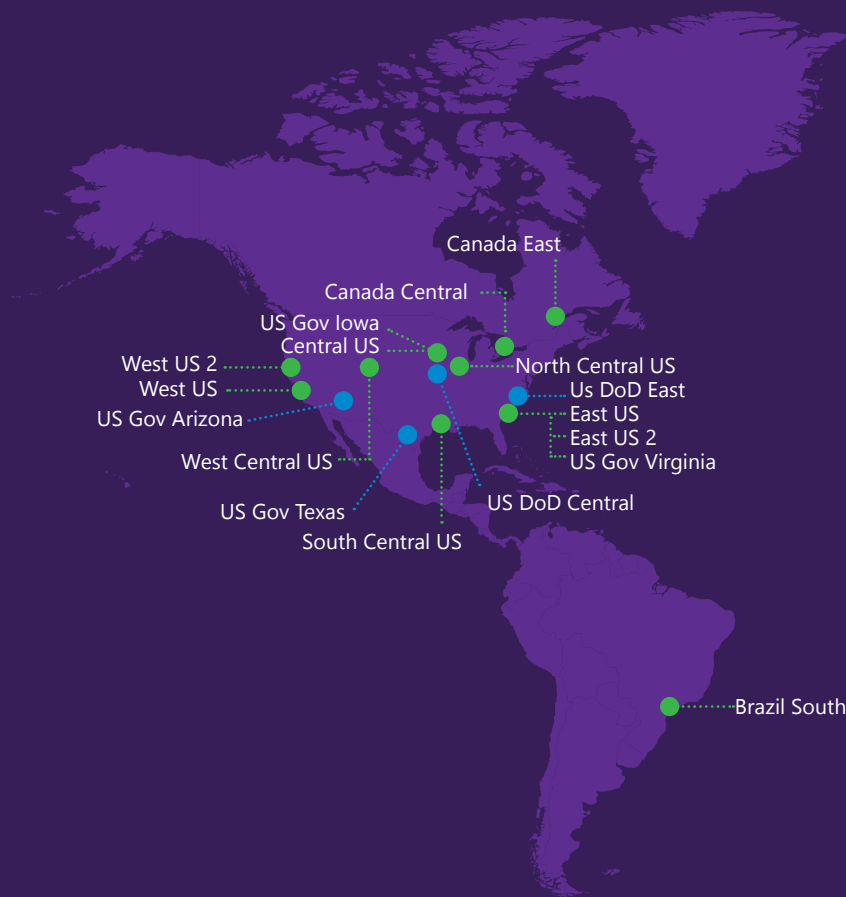 Canada East
Canada Central
US Gov Iowa
Central US
West US 2
North Central US
West US
Us DoD East
US Gov Arizona
East US
East US 2
West Central US
US Gov Virginia
US Gov Texas
US DoD Central
South Central US
Brazil South